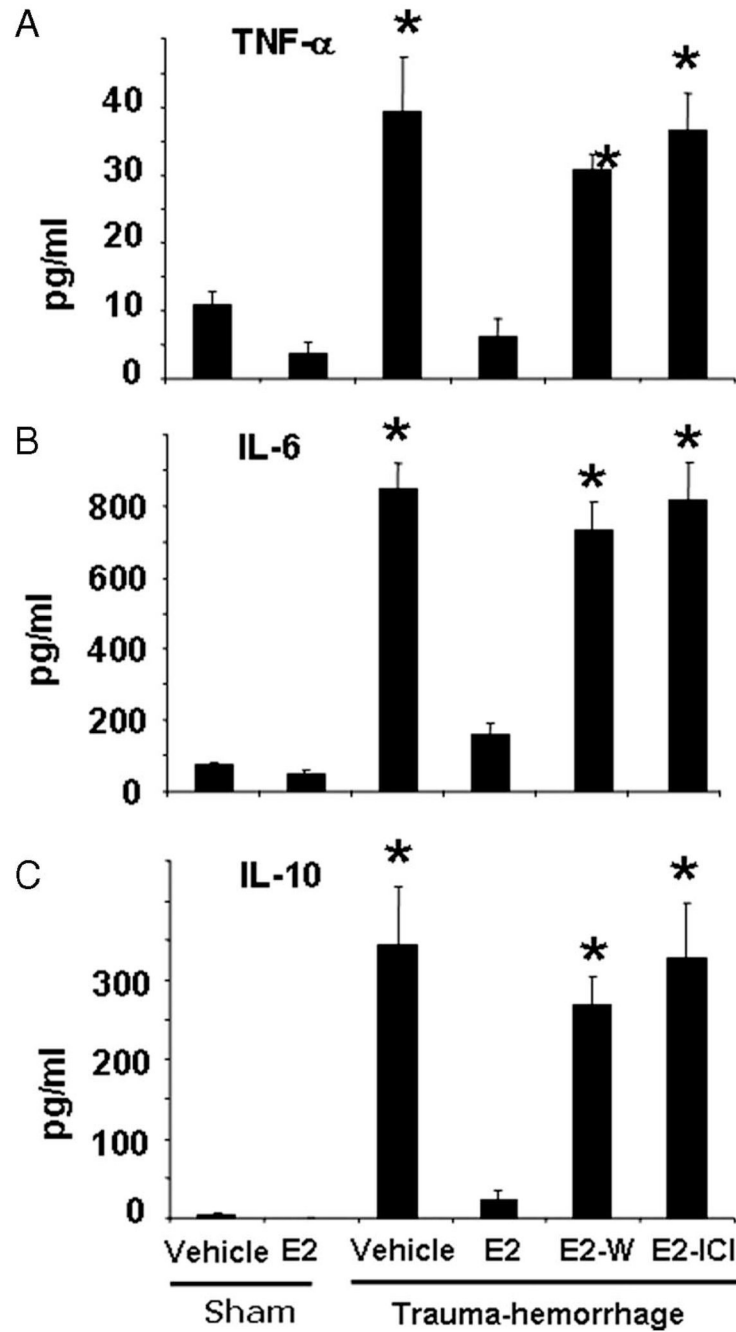 A
TNF-α
*
*
*
40
30
20
10
0
pg/ml
B
IL-6
*
*
*
800
600
400
200
0
pg/ml
C
IL-10
*
*
*
300
200
100
0
pg/ml
Vehicle E2 Vehicle E2 E2-W E2-ICI
Sham Trauma-hemorrhage